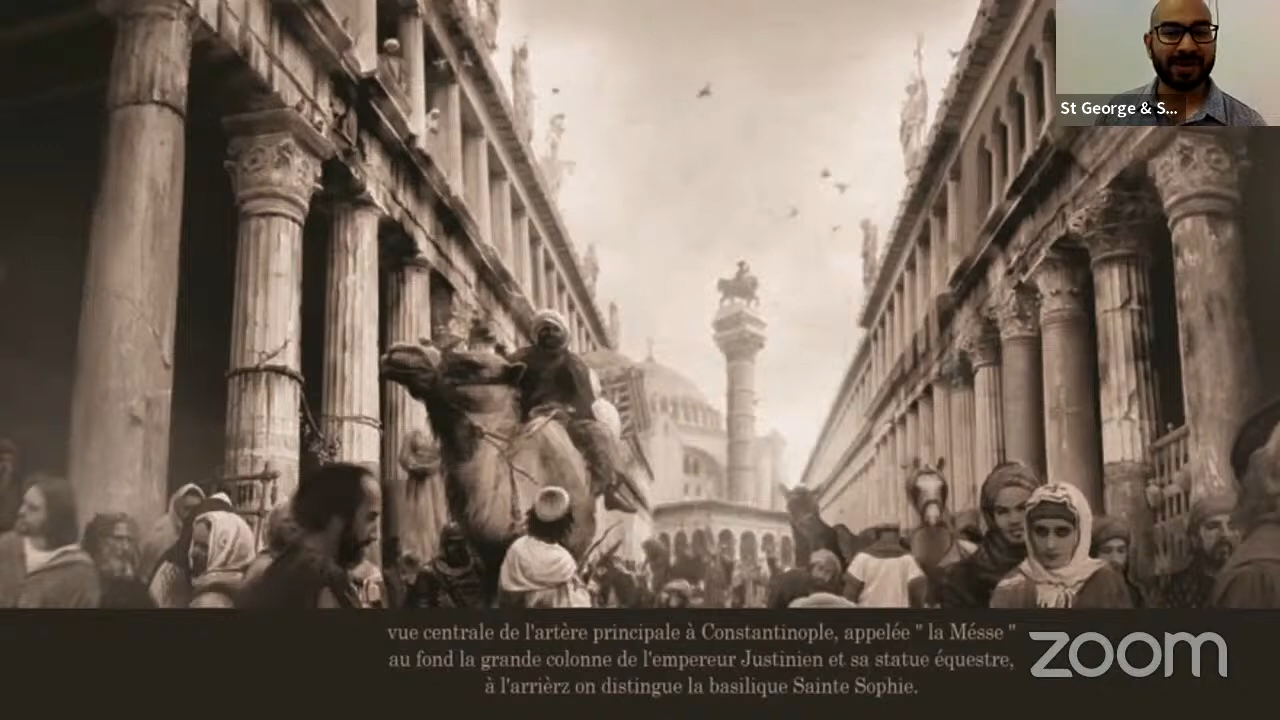 St George & S...
vue centrale de l'artère principale à Constantinople, appelée " la Mésse "
au fond la grande colonne de l'empereur Justinien et sa statue équestre,
à l'arrièrz on distingue la basilique Sainte Sophie.
zoom